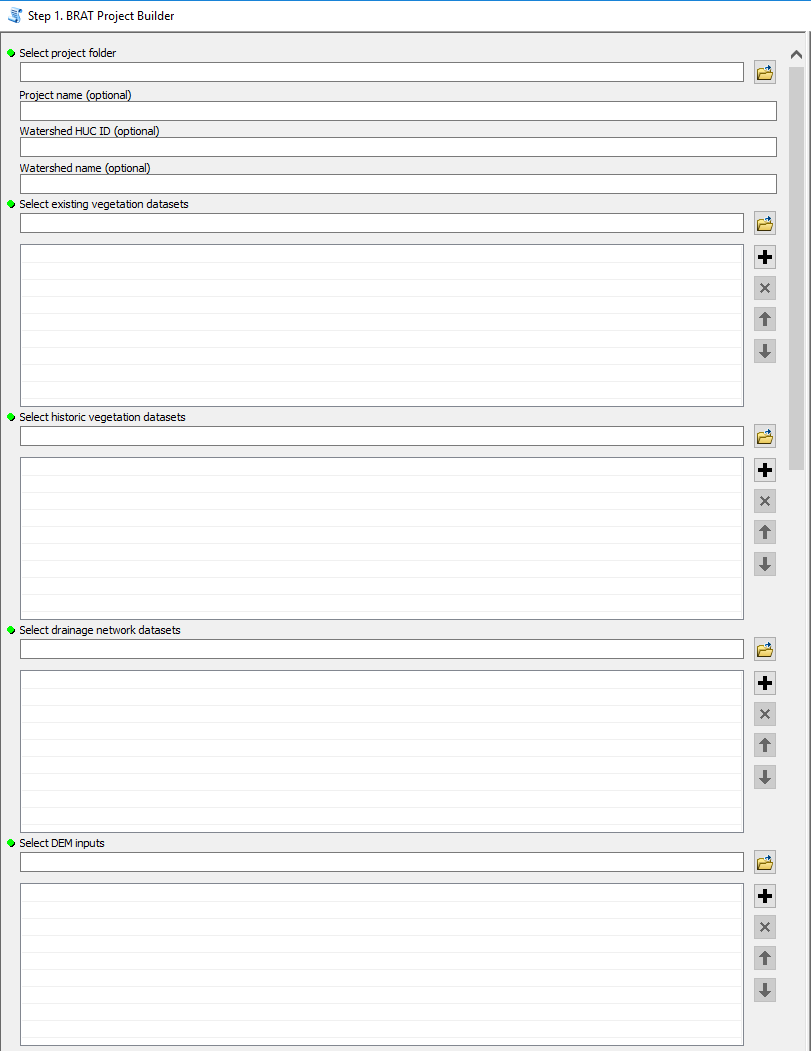 Step 1. BRAT Project Builder
Select project folder
Project name (optional)
Watershed HUC ID (optional)
Watershed name (optional)
Select existing vegetation datasets
Select historic vegetation datasets
Select drainage network datasets
Select DEM inputs